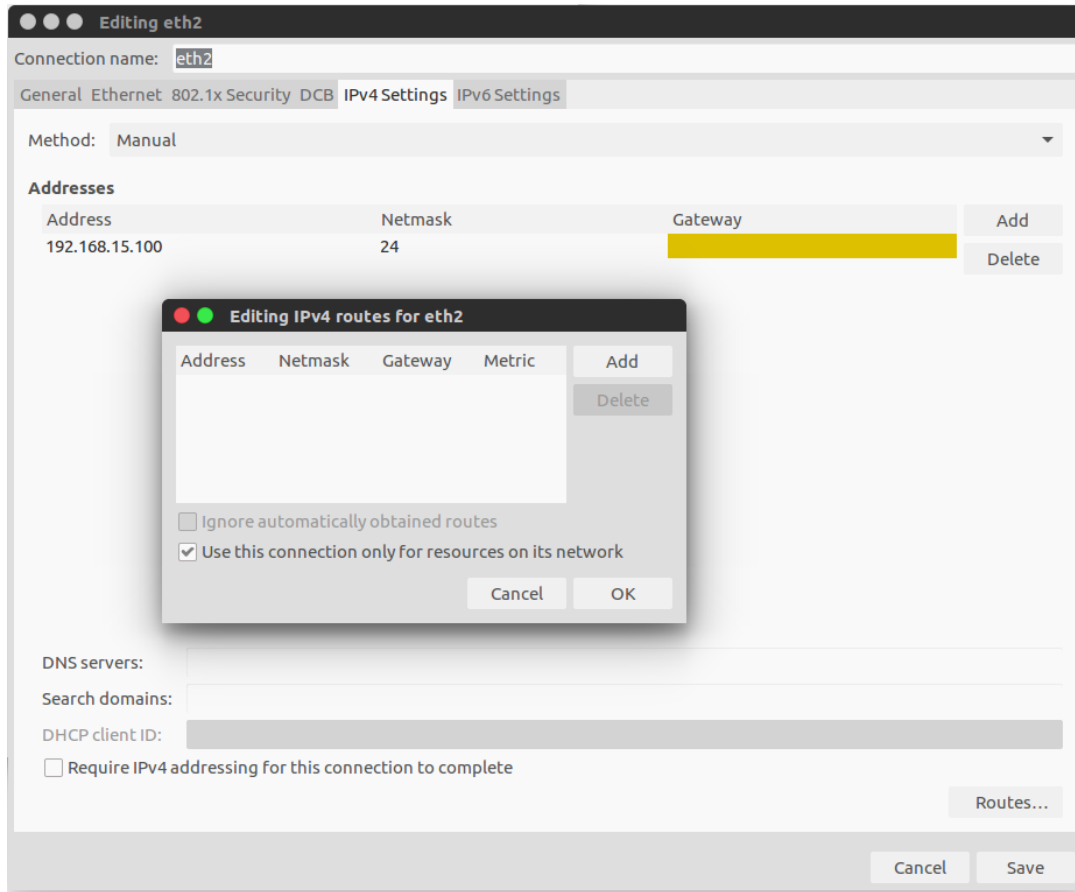 Editing eth2
Connection name: eth2
General Ethernet 802.1x Security DCB IPv4 Settings IPv6 Settings
Method: Manual
Addresses
Address Netmask Gateway Add
192.168.15.100 24
Delete
Editing IPv4 routes for eth2
Address Netmask Gateway Metric Add
Delete
Ignore automatically obtained routes
Use this connection only for resources on its network
Cancel OK
DNS servers:
Search domains:
DHCP client ID:
Require IPv4 addressing for this connection to complete
Routes...
Cancel Save